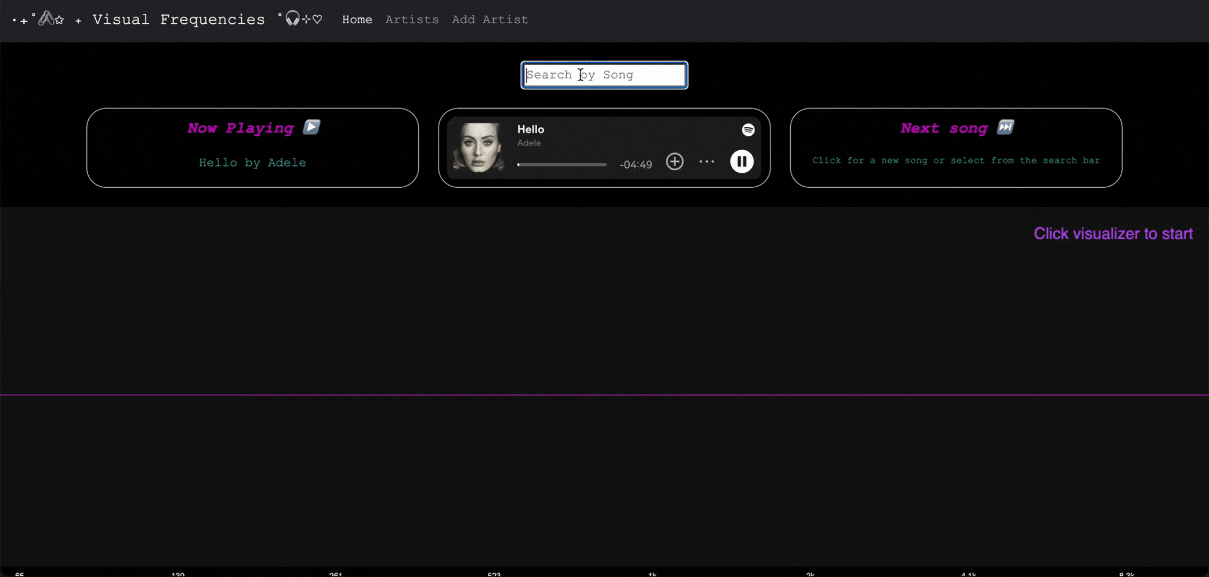 ⋆₊˚🖇✩ ₊ Visual Frequencies ˚🎧⊹♡ Home Artists Add Artist
Search by Song
Now Playing ▶️
Hello by Adele
Hello
Adele
-04:49
Next song ⏭️
Click for a new song or select from the search bar
Click visualizer to start
65 130 261 523 1k 2k 4.1k 8.3k